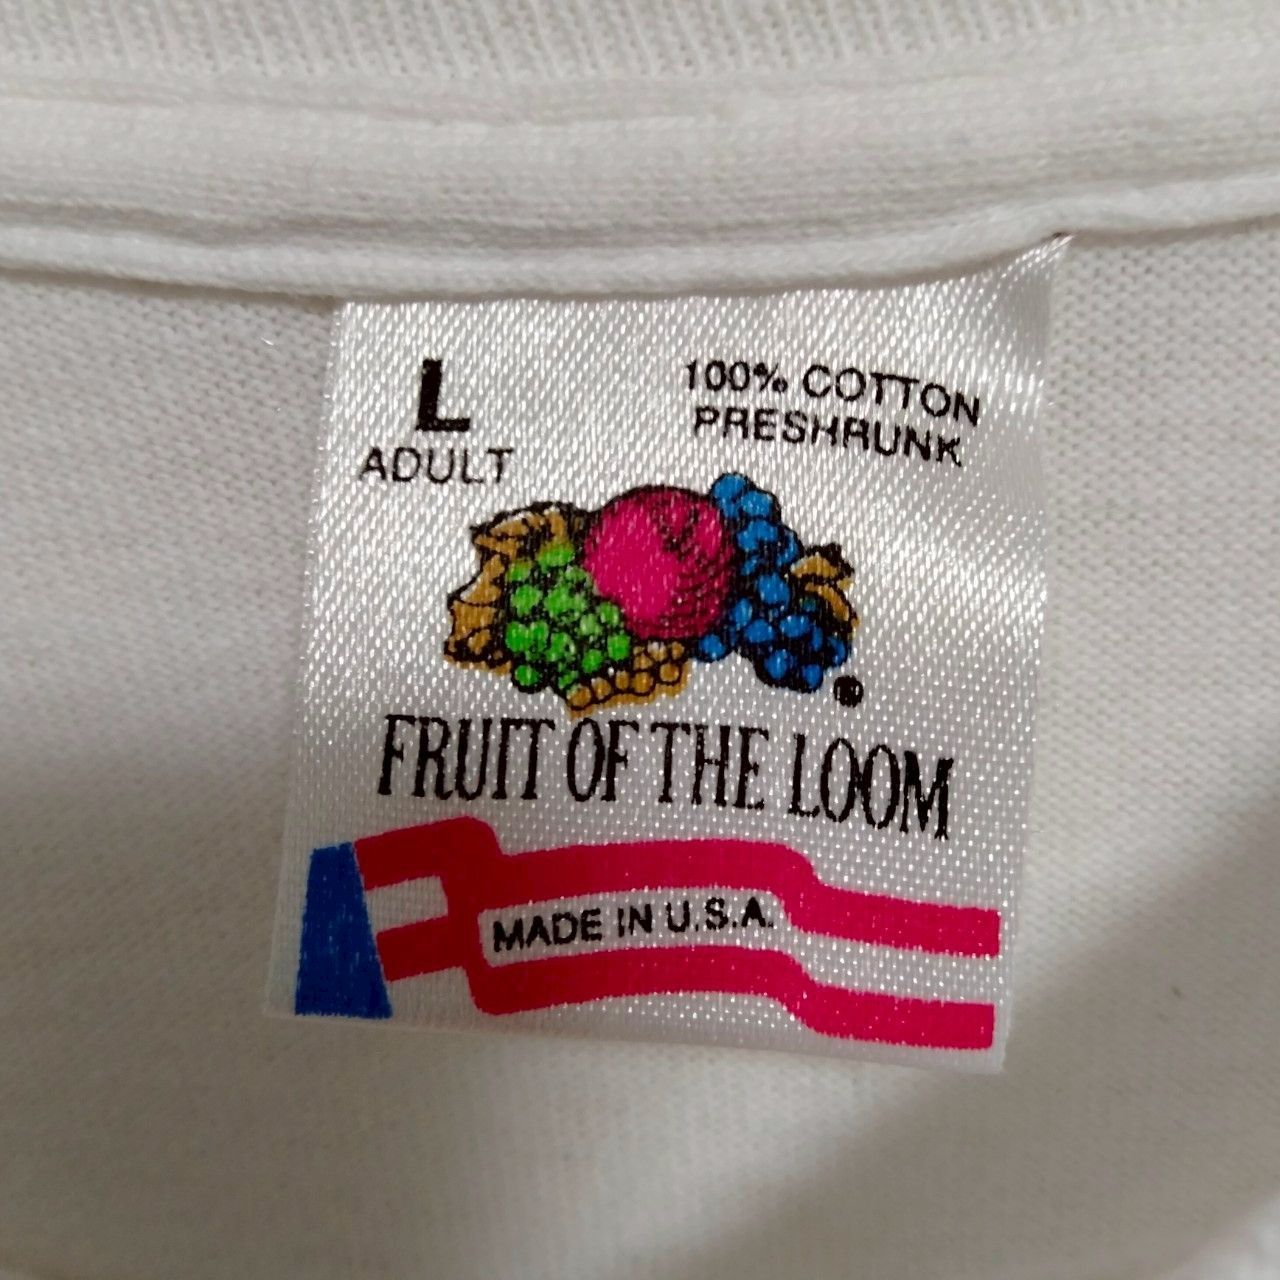 L
ADULT
100% COTTON
PRESHRUNK
®
FRUIT OF THE LOOM
MADE IN U.S.A.